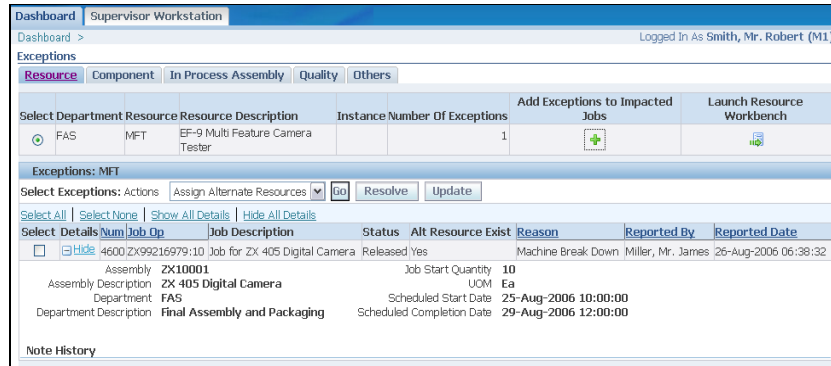 Dashboard Supervisor Workstation
Dashboard >
Logged In As Smith, Mr. Robert (M1)
Exceptions
Resource Component In Process Assembly Quality Others
Select Department Resource Resource Description Instance Number Of Exceptions Add Exceptions to Impacted Jobs Launch Resource Workbench
FAS MFT EF-9 Multi Feature Camera Tester 1
Exceptions: MFT
Select Exceptions: Actions Assign Alternate Resources Go Resolve Update
Select All | Select None | Show All Details | Hide All Details
Select Details Num Job Op Job Description Status Alt Resource Exist Reason Reported By Reported Date
Hide 4600 ZX99216979:10 Job for ZX 405 Digital Camera Released Yes Machine Break Down Miller, Mr. James 26-Aug-2006 06:38:32
Assembly ZX10001 Job Start Quantity 10
Assembly Description ZX 405 Digital Camera UOM Ea
Department FAS Scheduled Start Date 25-Aug-2006 10:00:00
Department Description Final Assembly and Packaging Scheduled Completion Date 29-Aug-2006 12:00:00
Note History